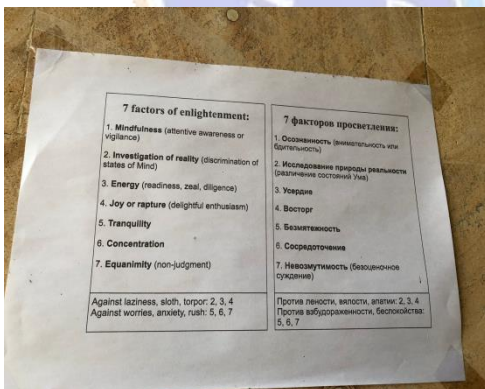 7 factors of enlightenment:
1. Mindfulness (attentive awareness or
vigilance)
2. Investigation of reality (discrimination of
states of Mind)
3. Energy (readiness, zeal, diligence)
4. Joy or rapture (delightful enthusiasm)
5. Tranquility
6. Concentration
7. Equanimity (non-judgment)
Against laziness, sloth, torpor: 2, 3, 4
Against worries, anxiety, rush: 5, 6, 7
7 факторов просветления:
1. Осознанность (внимательность или
бдительность)
2. Исследование природы реальности
(различение состояний Ума)
3. Усердие
4. Восторг
5. Безмятежность
6. Сосредоточение
7. Невозмутимость (безоценочное
суждение)
Против лености, вялости, апатии: 2, 3, 4
Против взбудораженности, беспокойства:
5, 6, 7